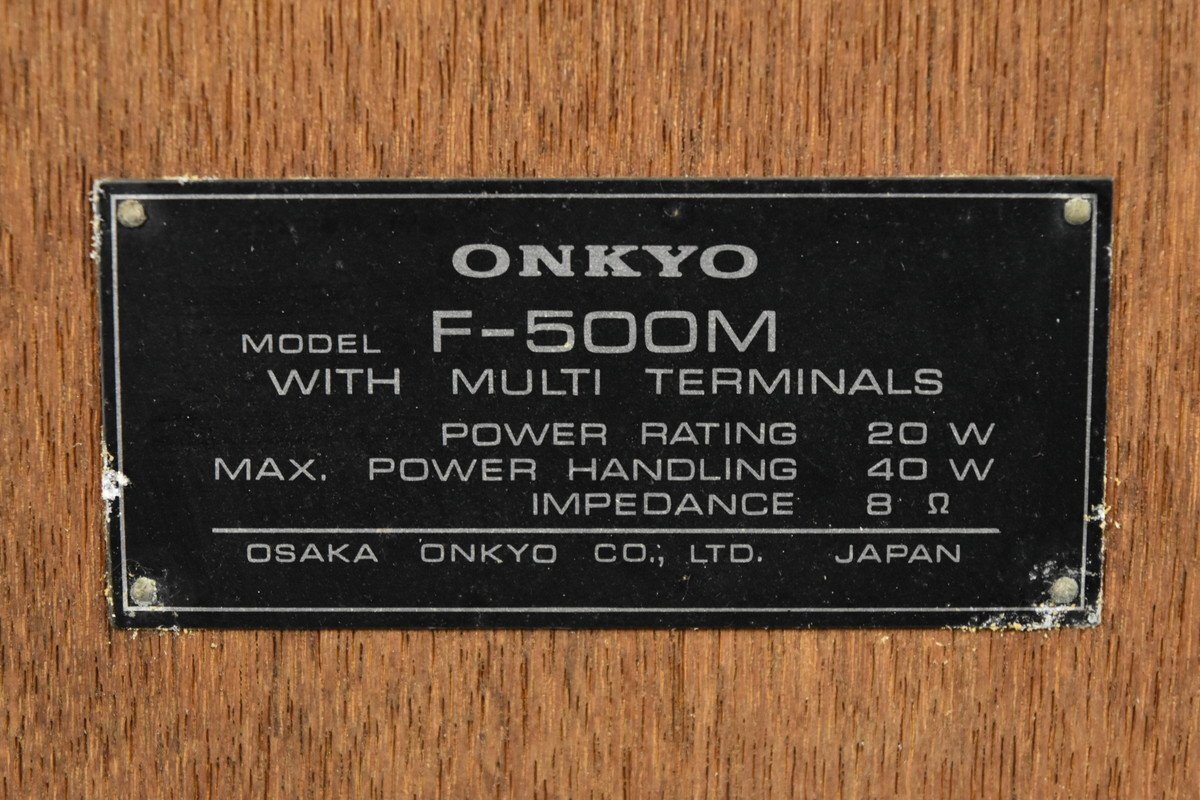 ONKYO
MODEL F-500M
WITH MULTI TERMINALS
POWER RATING 20 W
MAX. POWER HANDLING 40 W
IMPEDANCE 8 Ω
OSAKA ONKYO CO., LTD. JAPAN